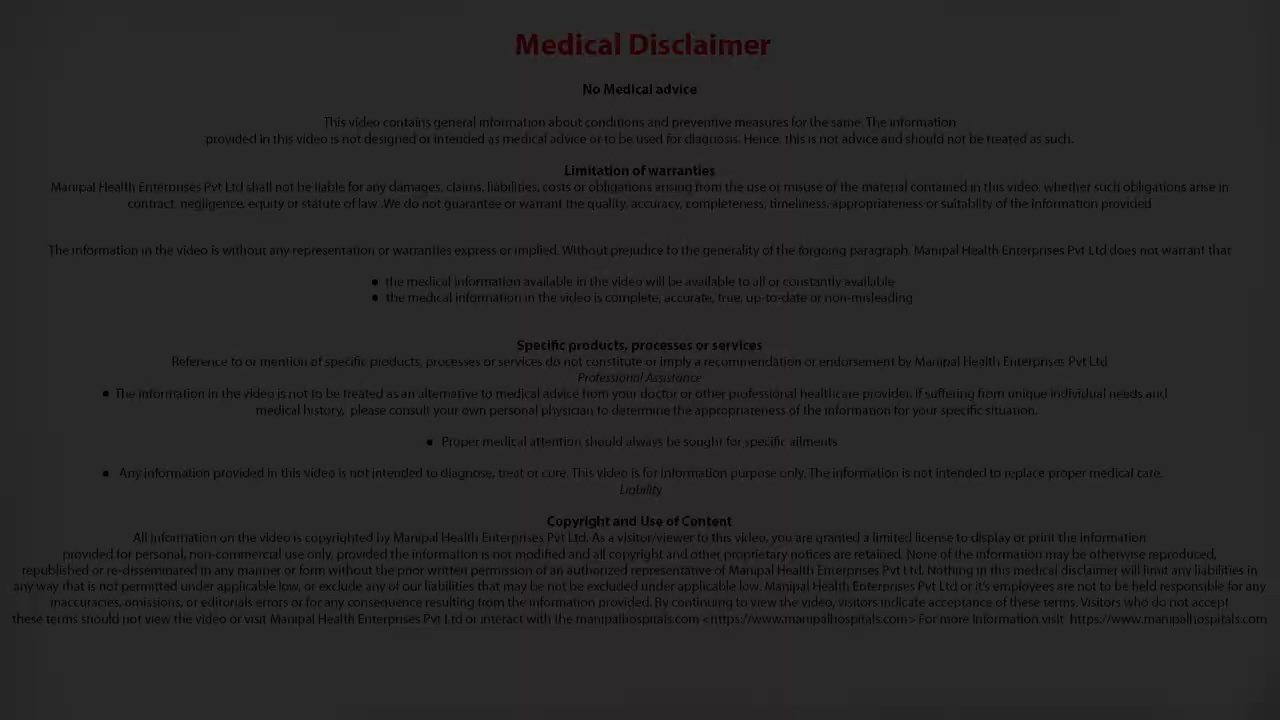 Medical Disclaimer
No Medical advice
This video contains general information about conditions and preventive measures for the same. The information
provided in this video is not designed or intended as medical advice or to be used for diagnosis. Hence, this is not advice and should not be treated as such.
Limitation of warranties
Manipal Health Enterprises Pvt Ltd shall not be liable for any damages, claims, liabilities, costs or obligations arising from the use or misuse of the material contained in this video, whether such obligations arise in
contract, negligence, equity or statute of law .We do not guarantee or warrant the quality, accuracy, completeness, timeliness, appropriateness or suitability of the information provided
The information in the video is without any representation or warranties express or implied. Without prejudice to the generality of the forgoing paragraph, Manipal Health Enterprises Pvt Ltd does not warrant that
● the medical information available in the video will be available to all or constantly available
● the medical information in the video is complete, accurate, true, up-to-date or non-misleading
Specific products, processes or services
Reference to or mention of specific products, processes or services do not constitute or imply a recommendation or endorsement by Manipal Health Enterprises Pvt Ltd
Professional Assistance
● The information in the video is not to be treated as an alternative to medical advice from your doctor or other professional healthcare provider. If suffering from unique individual needs and
medical history, please consult your own personal physician to determine the appropriateness of the information for your specific situation.
● Proper medical attention should always be sought for specific ailments
● Any information provided in this video is not intended to diagnose, treat or cure. This video is for information purpose only. The information is not intended to replace proper medical care.
Liability
Copyright and Use of Content
All information on the video is copyrighted by Manipal Health Enterprises Pvt Ltd. As a visitor/viewer to this video, you are granted a limited license to display or print the information
provided for personal, non-commercial use only, provided the information is not modified and all copyright and other proprietary notices are retained. None of the information may be otherwise reproduced,
republished or re-disseminated in any manner or form without the prior written permission of an authorized representative of Manipal Health Enterprises Pvt Ltd. Nothing in this medical disclaimer will limit any liabilities in
any way that is not permitted under applicable low, or exclude any of our liabilities that may be not be excluded under applicable low. Manipal Health Enterprises Pvt Ltd or it's employees are not to be held responsible for any
inaccuracies, omissions, or editorials errors or for any consequence resulting from the information provided. By continuing to view the video, visitors indicate acceptance of these terms. Visitors who do not accept
these terms should not view the video or visit Manipal Health Enterprises Pvt Ltd or interact with the manipalhospitals.com <https://www.manipalhospitals.com> For more Information visit https://www.manipalhospitals.com